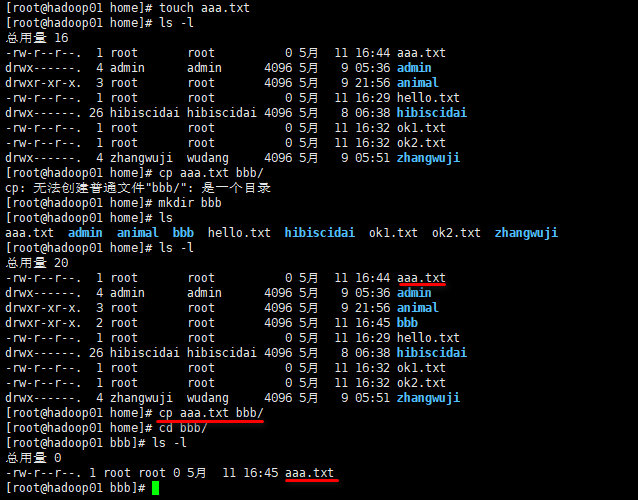 [root@hadoop01 home]# touch aaa.txt
[root@hadoop01 home]# ls -l
总用量 16
-rw-r--r--. 1 root root 0 5月 11 16:44 aaa.txt
drwx------. 4 admin admin 4096 5月 9 05:36 admin
drwxr-xr-x. 3 root root 4096 5月 9 21:56 animal
-rw-r--r--. 1 root root 0 5月 11 16:29 hello.txt
drwx------. 26 hibiscidai hibiscidai 4096 5月 8 06:38 hibiscidai
-rw-r--r--. 1 root root 0 5月 11 16:32 ok1.txt
-rw-r--r--. 1 root root 0 5月 11 16:32 ok2.txt
drwx------. 4 zhangwuji wudang 4096 5月 9 05:51 zhangwuji
[root@hadoop01 home]# cp aaa.txt bbb/
cp: 无法创建普通文件"bbb/": 是一个目录
[root@hadoop01 home]# mkdir bbb
[root@hadoop01 home]# ls
aaa.txt admin animal bbb hello.txt hibiscidai ok1.txt ok2.txt zhangwuji
[root@hadoop01 home]# ls -l
总用量 20
-rw-r--r--. 1 root root 0 5月 11 16:44 aaa.txt
drwx------. 4 admin admin 4096 5月 9 05:36 admin
drwxr-xr-x. 3 root root 4096 5月 9 21:56 animal
drwxr-xr-x. 2 root root 4096 5月 11 16:45 bbb
-rw-r--r--. 1 root root 0 5月 11 16:29 hello.txt
drwx------. 26 hibiscidai hibiscidai 4096 5月 8 06:38 hibiscidai
-rw-r--r--. 1 root root 0 5月 11 16:32 ok1.txt
-rw-r--r--. 1 root root 0 5月 11 16:32 ok2.txt
drwx------. 4 zhangwuji wudang 4096 5月 9 05:51 zhangwuji
[root@hadoop01 home]# cp aaa.txt bbb/
[root@hadoop01 home]# cd bbb/
[root@hadoop01 bbb]# ls -l
总用量 0
-rw-r--r--. 1 root root 0 5月 11 16:45 aaa.txt
[root@hadoop01 bbb]#